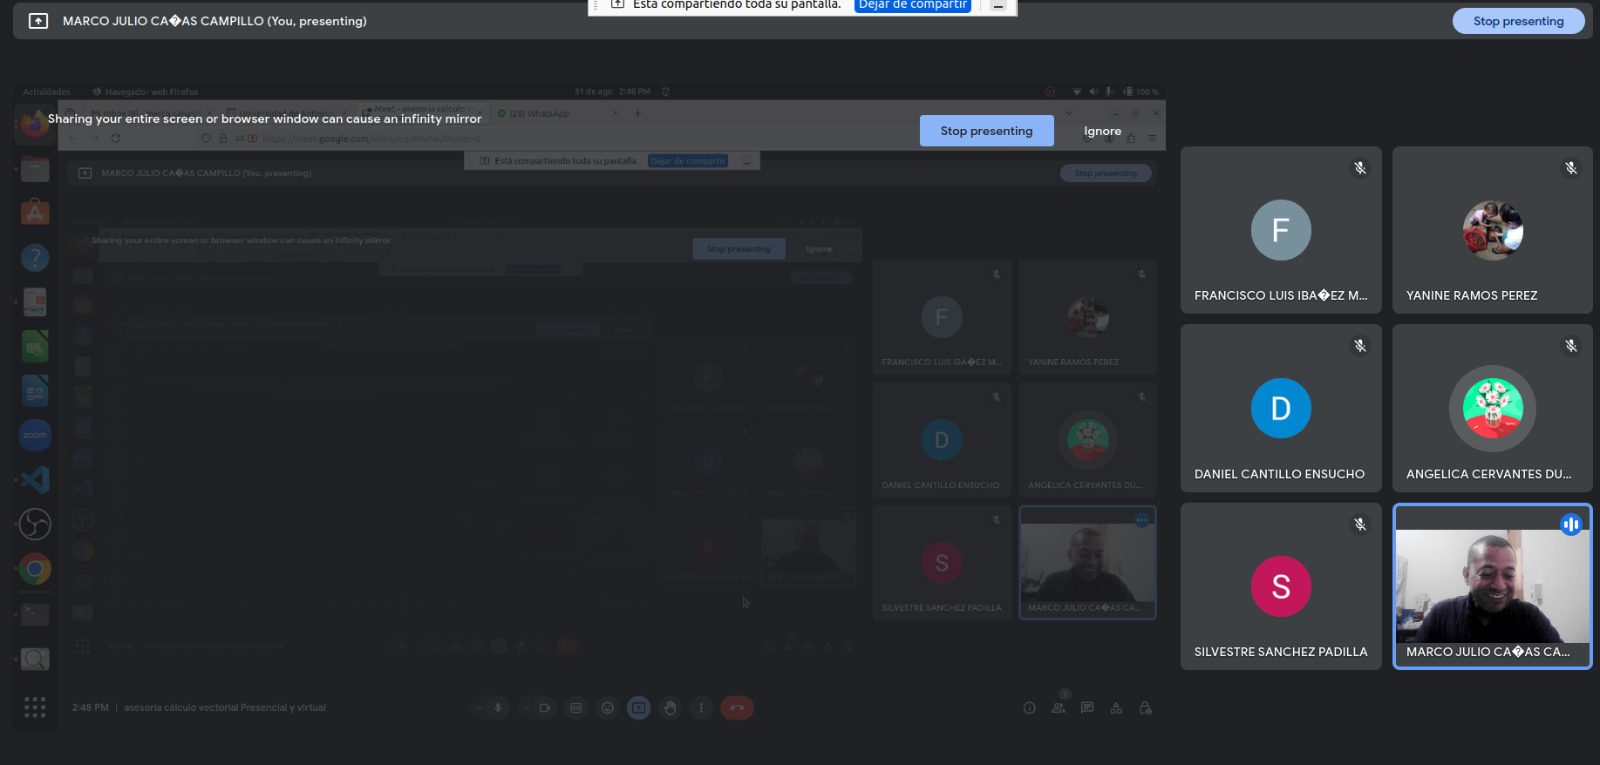 Está compartiendo toda su pantalla. Dejar de compartir
MARCO JULIO CA�AS CAMPILLO (You, presenting)
Stop presenting
Actividades
Navegador web Firefox
31 de ago 2:48 PM
100 %
Meet - asesoría cálculo
(28) WhatsApp
Sharing your entire screen or browser window can cause an infinity mirror
Stop presenting
Ignore
Está compartiendo toda su pantalla. Dejar de compartir
MARCO JULIO CA�AS CAMPILLO (You, presenting)
Stop presenting
Sharing your entire screen or browser window can cause an infinity mirror
Stop presenting
Ignore
F
FRANCISCO LUIS IBA�EZ M...
YANINE RAMOS PEREZ
D
DANIEL CANTILLO ENSUCHO
ANGELICA CERVANTES DU...
S
SILVESTRE SANCHEZ PADILLA
MARCO JULIO CA�AS CA...
F
FRANCISCO LUIS IBA�EZ M...
YANINE RAMOS PEREZ
D
DANIEL CANTILLO ENSUCHO
ANGELICA CERVANTES DU...
S
SILVESTRE SANCHEZ PADILLA
MARCO JULIO CA�AS CA...
zoom
2:48 PM | asesoría cálculo vectorial Presencial y virtual
7